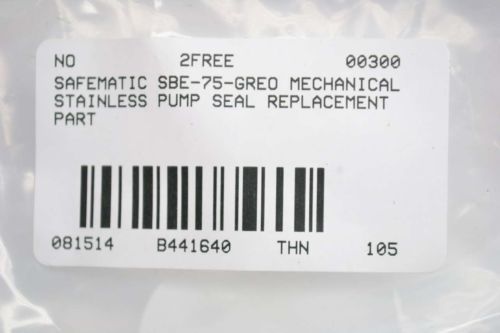 NO 2FREE 00300
SAFEMATIC SBE-75-GREO MECHANICAL
STAINLESS PUMP SEAL REPLACEMENT
PART
081514 B441640 THN 105